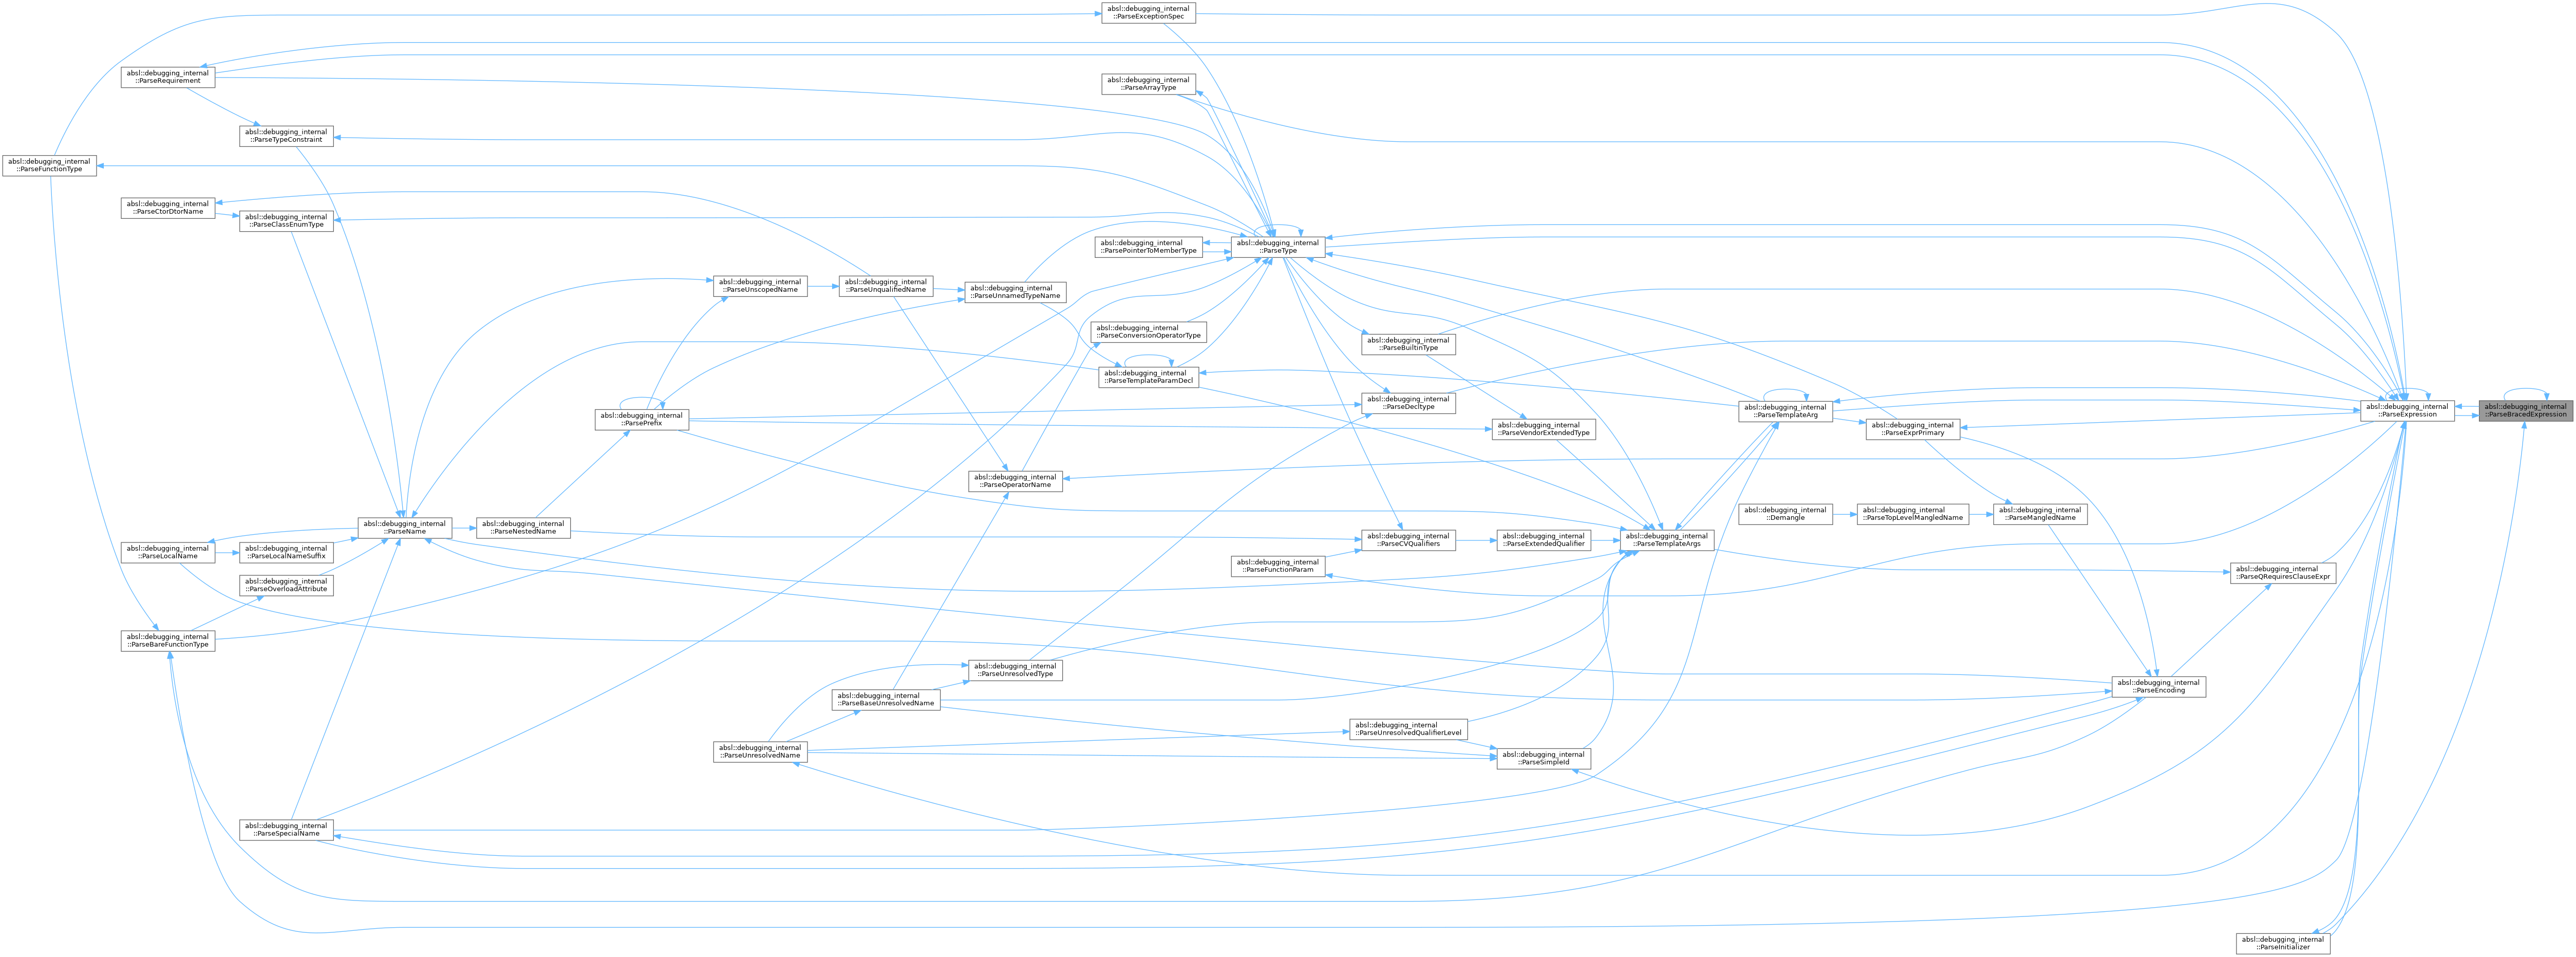 absl::debugging_internal
::ParseExceptionSpec
absl::debugging_internal
::ParseRequirement
absl::debugging_internal
::ParseArrayType
absl::debugging_internal
::ParseTypeConstraint
absl::debugging_internal
::ParseFunctionType
absl::debugging_internal
::ParseCtorDtorName
absl::debugging_internal
::ParseClassEnumType
absl::debugging_internal
::ParsePointerToMemberType
absl::debugging_internal
::ParseType
absl::debugging_internal
::ParseUnscopedName
absl::debugging_internal
::ParseUnqualifiedName
absl::debugging_internal
::ParseUnnamedTypeName
absl::debugging_internal
::ParseConversionOperatorType
absl::debugging_internal
::ParseBuiltinType
absl::debugging_internal
::ParseTemplateParamDecl
absl::debugging_internal
::ParseDecltype
absl::debugging_internal
::ParseTemplateArg
absl::debugging_internal
::ParseExpression
absl::debugging_internal
::ParseBracedExpression
absl::debugging_internal
::ParsePrefix
absl::debugging_internal
::ParseVendorExtendedType
absl::debugging_internal
::ParseExprPrimary
absl::debugging_internal
::ParseOperatorName
absl::debugging_internal
::ParseName
absl::debugging_internal
::ParseNestedName
absl::debugging_internal
::Demangle
absl::debugging_internal
::ParseTopLevelMangledName
absl::debugging_internal
::ParseMangledName
absl::debugging_internal
::ParseLocalName
absl::debugging_internal
::ParseLocalNameSuffix
absl::debugging_internal
::ParseCVQualifiers
absl::debugging_internal
::ParseExtendedQualifier
absl::debugging_internal
::ParseTemplateArgs
absl::debugging_internal
::ParseFunctionParam
absl::debugging_internal
::ParseQRequiresClauseExpr
absl::debugging_internal
::ParseOverloadAttribute
absl::debugging_internal
::ParseBareFunctionType
absl::debugging_internal
::ParseUnresolvedType
absl::debugging_internal
::ParseEncoding
absl::debugging_internal
::ParseBaseUnresolvedName
absl::debugging_internal
::ParseUnresolvedQualifierLevel
absl::debugging_internal
::ParseUnresolvedName
absl::debugging_internal
::ParseSimpleId
absl::debugging_internal
::ParseSpecialName
absl::debugging_internal
::ParseInitializer